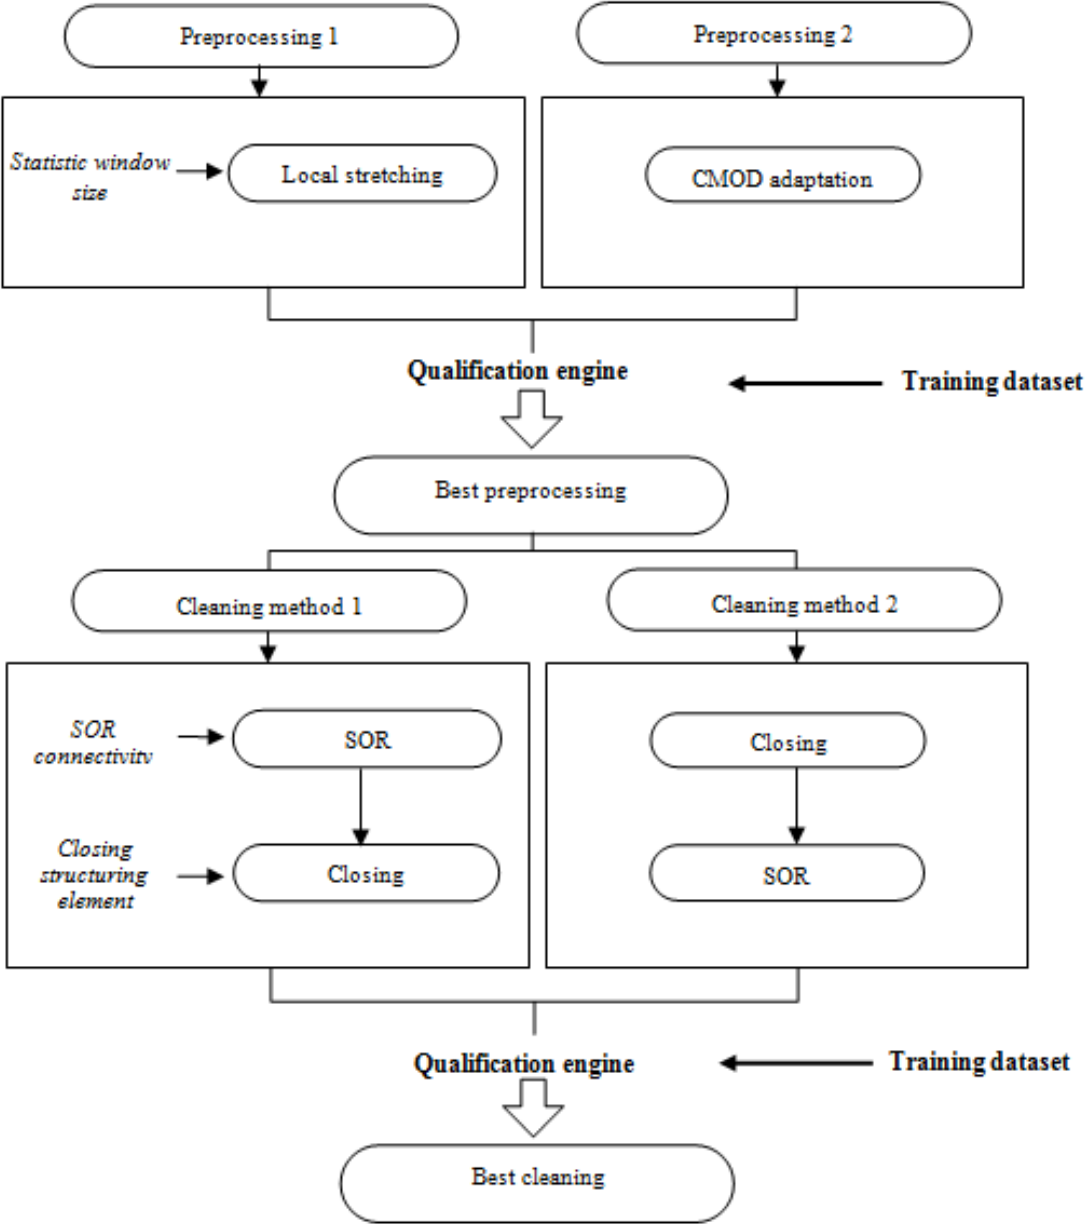 Preprocessing 1
Preprocessing 2
Statistic window
size
Local stretching
CMOD adaptation
Qualification engine
Training dataset
Best preprocessing
Cleaning method 1
Cleaning method 2
SOR
connectivity
SOR
Closing
Closing
structuring
element
Closing
SOR
Qualification engine
Training dataset
Best cleaning